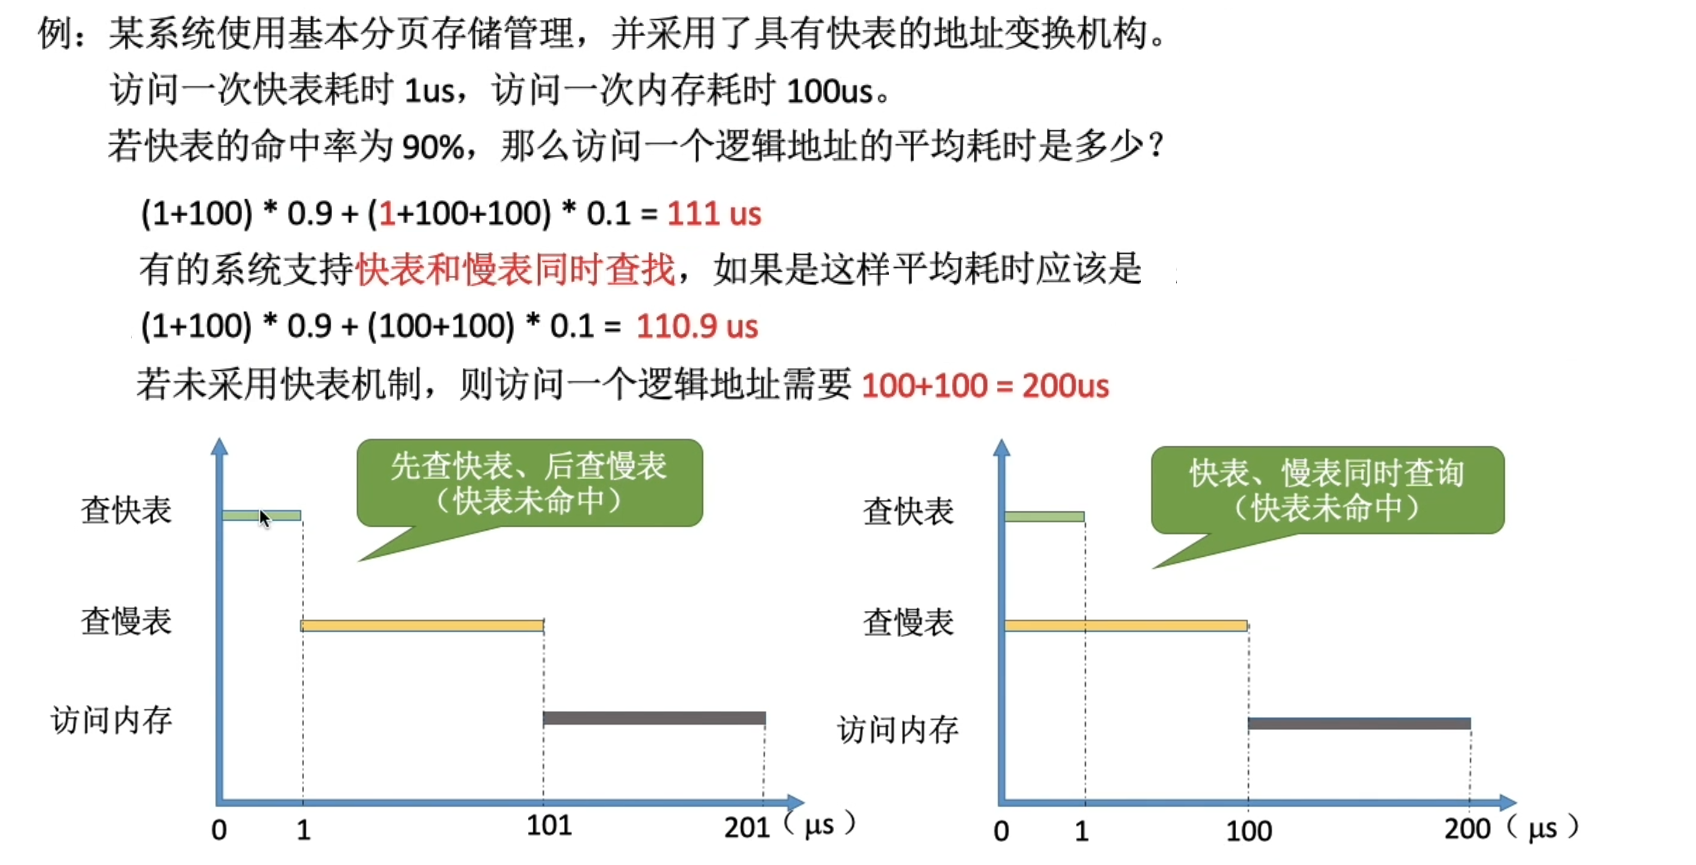 例：某系统使用基本分页存储管理，并采用了具有快表的地址变换机构。
访问一次快表耗时 1us，访问一次内存耗时 100us。
若快表的命中率为 90%，那么访问一个逻辑地址的平均耗时是多少？
(1+100) * 0.9 + (1+100+100) * 0.1 = 111 us
有的系统支持快表和慢表同时查找，如果是这样平均耗时应该是
(1+100) * 0.9 + (100+100) * 0.1 = 110.9 us
若未采用快表机制，则访问一个逻辑地址需要 100+100 = 200us
先查快表、后查慢表
（快表未命中）
查快表
查慢表
访问内存
0 1 101 201（μs）
快表、慢表同时查询
（快表未命中）
查快表
查慢表
访问内存
0 1 100 200（μs）